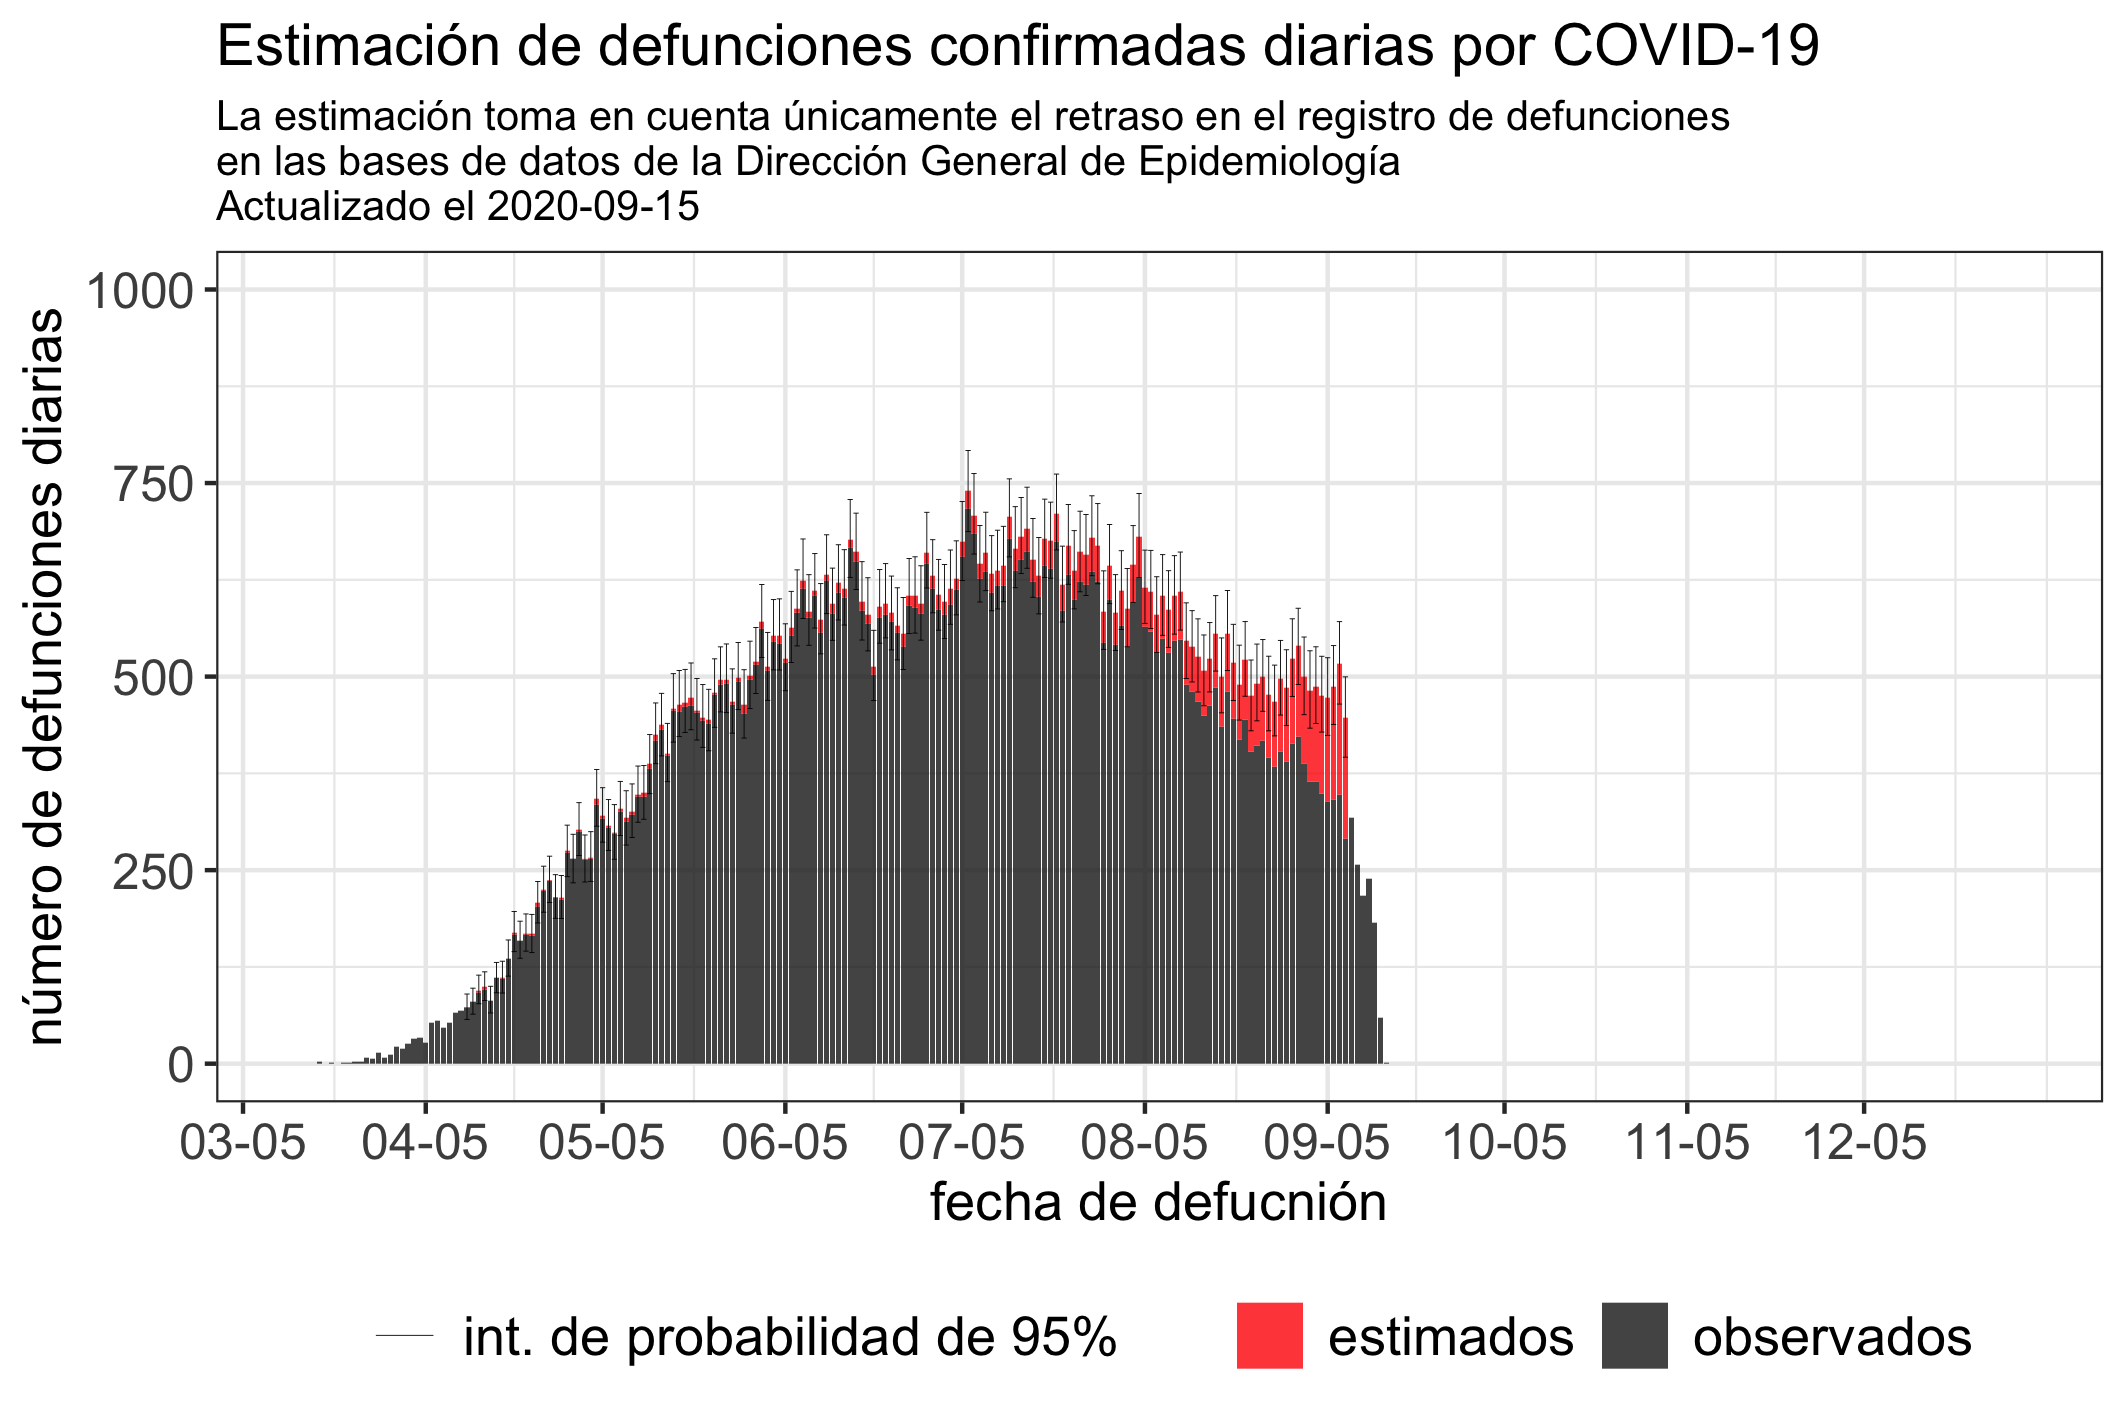 Estimación de defunciones confirmadas diarias por COVID-19
La estimación toma en cuenta únicamente el retraso en el registro de defunciones
en las bases de datos de la Dirección General de Epidemiología
Actualizado el 2020-09-15
número de defunciones diarias
1000
750
500
250
0
03-05 04-05 05-05 06-05 07-05 08-05 09-05 10-05 11-05 12-05
fecha de defucnión
int. de probabilidad de 95% estimados observados